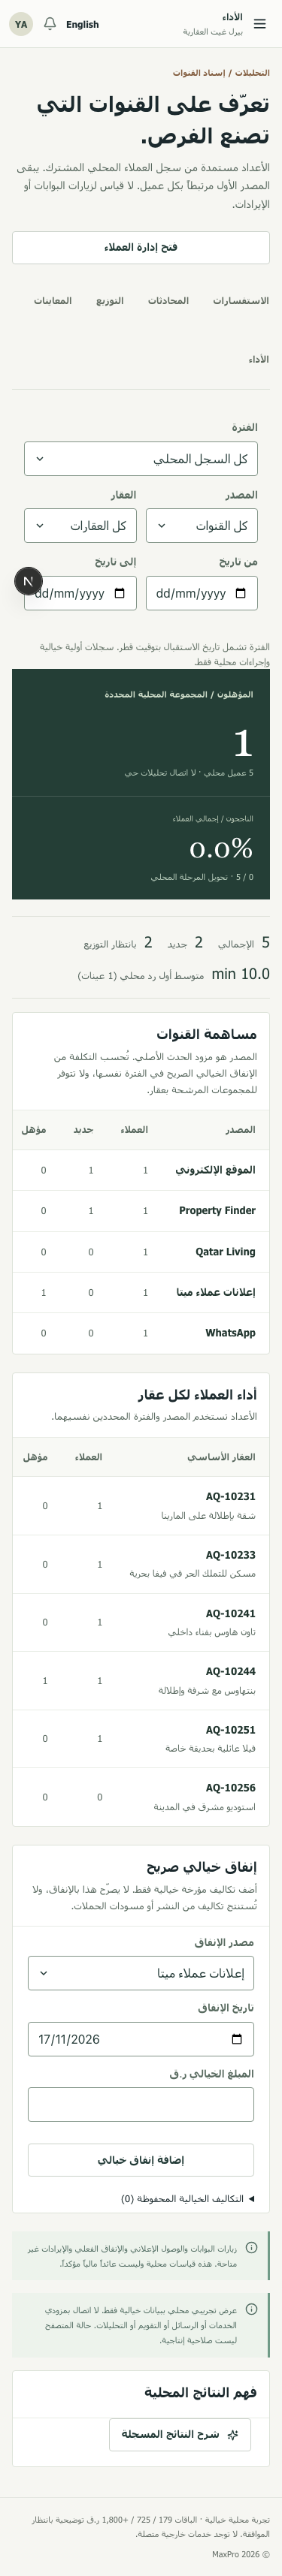 الأداء
بيرل غيت العقارية
English
YA
التحليلات / إسناد القنوات
تعرّف على القنوات التي
تصنع الفرص.
الأعداد مستمدة من سجل العملاء المحلي المشترك. يبقى
المصدر الأول مرتبطاً بكل عميل. لا قياس لزيارات البوابات أو
الإيرادات.
فتح إدارة العملاء
الاستفسارات المحادثات التوزيع المعاينات
الأداء
الفترة
كل السجل المحلي
المصدر العقار
كل القنوات كل العقارات
من تاريخ إلى تاريخ
dd/mm/yyyy dd/mm/yyyy
N
الفترة تشمل تاريخ الاستقبال بتوقيت قطر. سجلات أولية خيالية
وإجراءات محلية فقط.
المؤهلون / المجموعة المحلية المحددة
1
5 عميل محلي · لا اتصال تحليلات حي
الناجحون / إجمالي العملاء
0.0%
0 / 5 · تحويل المرحلة المحلي
5 الإجمالي 2 جديد 2 بانتظار التوزيع
10.0 min متوسط أول رد محلي (1 عينات)
مساهمة القنوات
المصدر هو مزود الحدث الأصلي. تُحسب التكلفة من
الإنفاق الخيالي الصريح في الفترة نفسها، ولا تتوفر
للمجموعات المرشحة بعقار.
المصدر العملاء جديد مؤهل
الموقع الإلكتروني 1 1 0
Property Finder 1 1 0
Qatar Living 1 0 0
إعلانات عملاء ميتا 1 0 1
WhatsApp 1 0 0
أداء العملاء لكل عقار
الأعداد تستخدم المصدر والفترة المحددين نفسيهما.
العقار الأساسي العملاء مؤهل
AQ-10231
شقة بإطلالة على المارينا
1 0
AQ-10233
مسكن للتملك الحر في فيفا بحرية
1 0
AQ-10241
تاون هاوس بفناء داخلي
1 0
AQ-10244
بنتهاوس مع شرفة وإطلالة
1 1
AQ-10251
فيلا عائلية بحديقة خاصة
1 0
AQ-10256
استوديو مشرق في المدينة
0 0
إنفاق خيالي صريح
أضف تكاليف مؤرخة خيالية فقط. لا يصرّح هذا بالإنفاق، ولا
تُستنتج تكاليف من النشر أو مسودات الحملات.
مصدر الإنفاق
إعلانات عملاء ميتا
تاريخ الإنفاق
17/11/2026
المبلغ الخيالي ر.ق
إضافة إنفاق خيالي
التكاليف الخيالية المحفوظة (0)
زيارات البوابات والوصول الإعلاني والإنفاق الفعلي والإيرادات غير
متاحة. هذه قياسات محلية وليست عائداً مالياً مؤكداً.
عرض تجريبي محلي ببيانات خيالية فقط. لا اتصال بمزودي
الخدمات أو الرسائل أو التقويم أو التحليلات. حالة المتصفح
ليست صلاحية إنتاجية.
فهم النتائج المحلية
شرح النتائج المسجلة
تجربة محلية خيالية · الباقات 179 / 725 / +1,800 ر.ق توضيحية بانتظار
الموافقة. لا توجد خدمات خارجية متصلة.
© 2026 MaxPro